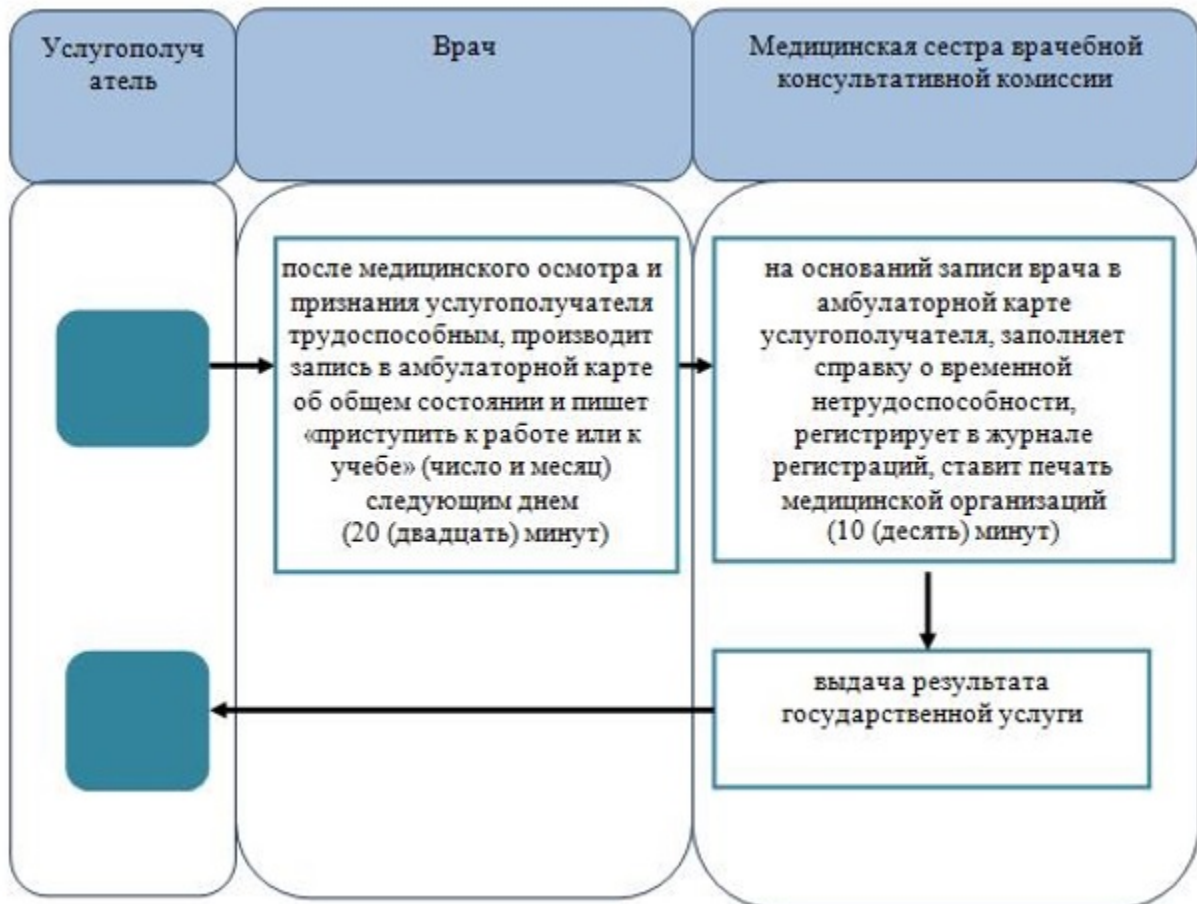 Услугополуч
атель
Врач
Медицинская сестра врачебной
консультативной комиссии
после медицинского осмотра и
признания услугополучателя
трудоспособным, производит
запись в амбулаторной карте
об общем состоянии и пишет
«приступить к работе или к
учебе» (число и месяц)
следующим днем
(20 (двадцать) минут)
на оснований записи врача в
амбулаторной карте
услугополучателя, заполняет
справку о временной
нетрудоспособности,
регистрирует в журнале
регистраций, ставит печать
медицинской организаций
(10 (десять) минут)
выдача результата
государственной услуги